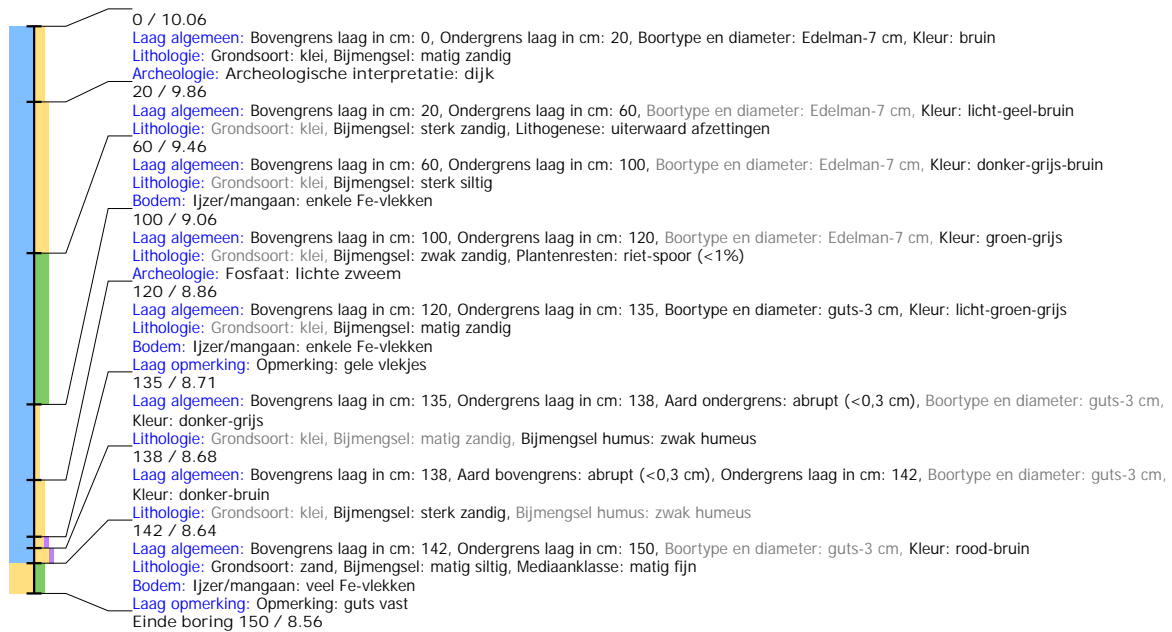 0 / 10.06
Laag algemeen: Bovengrens laag in cm: 0, Ondergrens laag in cm: 20, Boortype en diameter: Edelman-7 cm, Kleur: bruin
Lithologie: Grondsoort: klei, Bijmengsel: matig zandig
Archeologie: Archeologische interpretatie: dijk
20 / 9.86
Laag algemeen: Bovengrens laag in cm: 20, Ondergrens laag in cm: 60, Boortype en diameter: Edelman-7 cm, Kleur: licht-geel-bruin
Lithologie: Grondsoort: klei, Bijmengsel: sterk zandig, Lithogenese: uiterwaard afzettingen
60 / 9.46
Laag algemeen: Bovengrens laag in cm: 60, Ondergrens laag in cm: 100, Boortype en diameter: Edelman-7 cm, Kleur: donker-grijs-bruin
Lithologie: Grondsoort: klei, Bijmengsel: sterk siltig
Bodem: Ijzer/mangaan: enkele Fe-vlekken
100 / 9.06
Laag algemeen: Bovengrens laag in cm: 100, Ondergrens laag in cm: 120, Boortype en diameter: Edelman-7 cm, Kleur: groen-grijs
Lithologie: Grondsoort: klei, Bijmengsel: zwak zandig, Plantenresten: riet-spoor (<1%)
Archeologie: Fosfaat: lichte zweem
120 / 8.86
Laag algemeen: Bovengrens laag in cm: 120, Ondergrens laag in cm: 135, Boortype en diameter: guts-3 cm, Kleur: licht-groen-grijs
Lithologie: Grondsoort: klei, Bijmengsel: matig zandig
Bodem: Ijzer/mangaan: enkele Fe-vlekken
Laag opmerking: Opmerking: gele vlekjes
135 / 8.71
Laag algemeen: Bovengrens laag in cm: 135, Ondergrens laag in cm: 138, Aard ondergrens: abrupt (<0,3 cm), Boortype en diameter: guts-3 cm,
Kleur: donker-grijs
Lithologie: Grondsoort: klei, Bijmengsel: matig zandig, Bijmengsel humus: zwak humeus
138 / 8.68
Laag algemeen: Bovengrens laag in cm: 138, Aard bovengrens: abrupt (<0,3 cm), Ondergrens laag in cm: 142, Boortype en diameter: guts-3 cm,
Kleur: donker-bruin
Lithologie: Grondsoort: klei, Bijmengsel: sterk zandig, Bijmengsel humus: zwak humeus
142 / 8.64
Laag algemeen: Bovengrens laag in cm: 142, Ondergrens laag in cm: 150, Boortype en diameter: guts-3 cm, Kleur: rood-bruin
Lithologie: Grondsoort: zand, Bijmengsel: matig siltig, Mediaanklasse: matig fijn
Bodem: Ijzer/mangaan: veel Fe-vlekken
Laag opmerking: Opmerking: guts vast
Einde boring 150 / 8.56